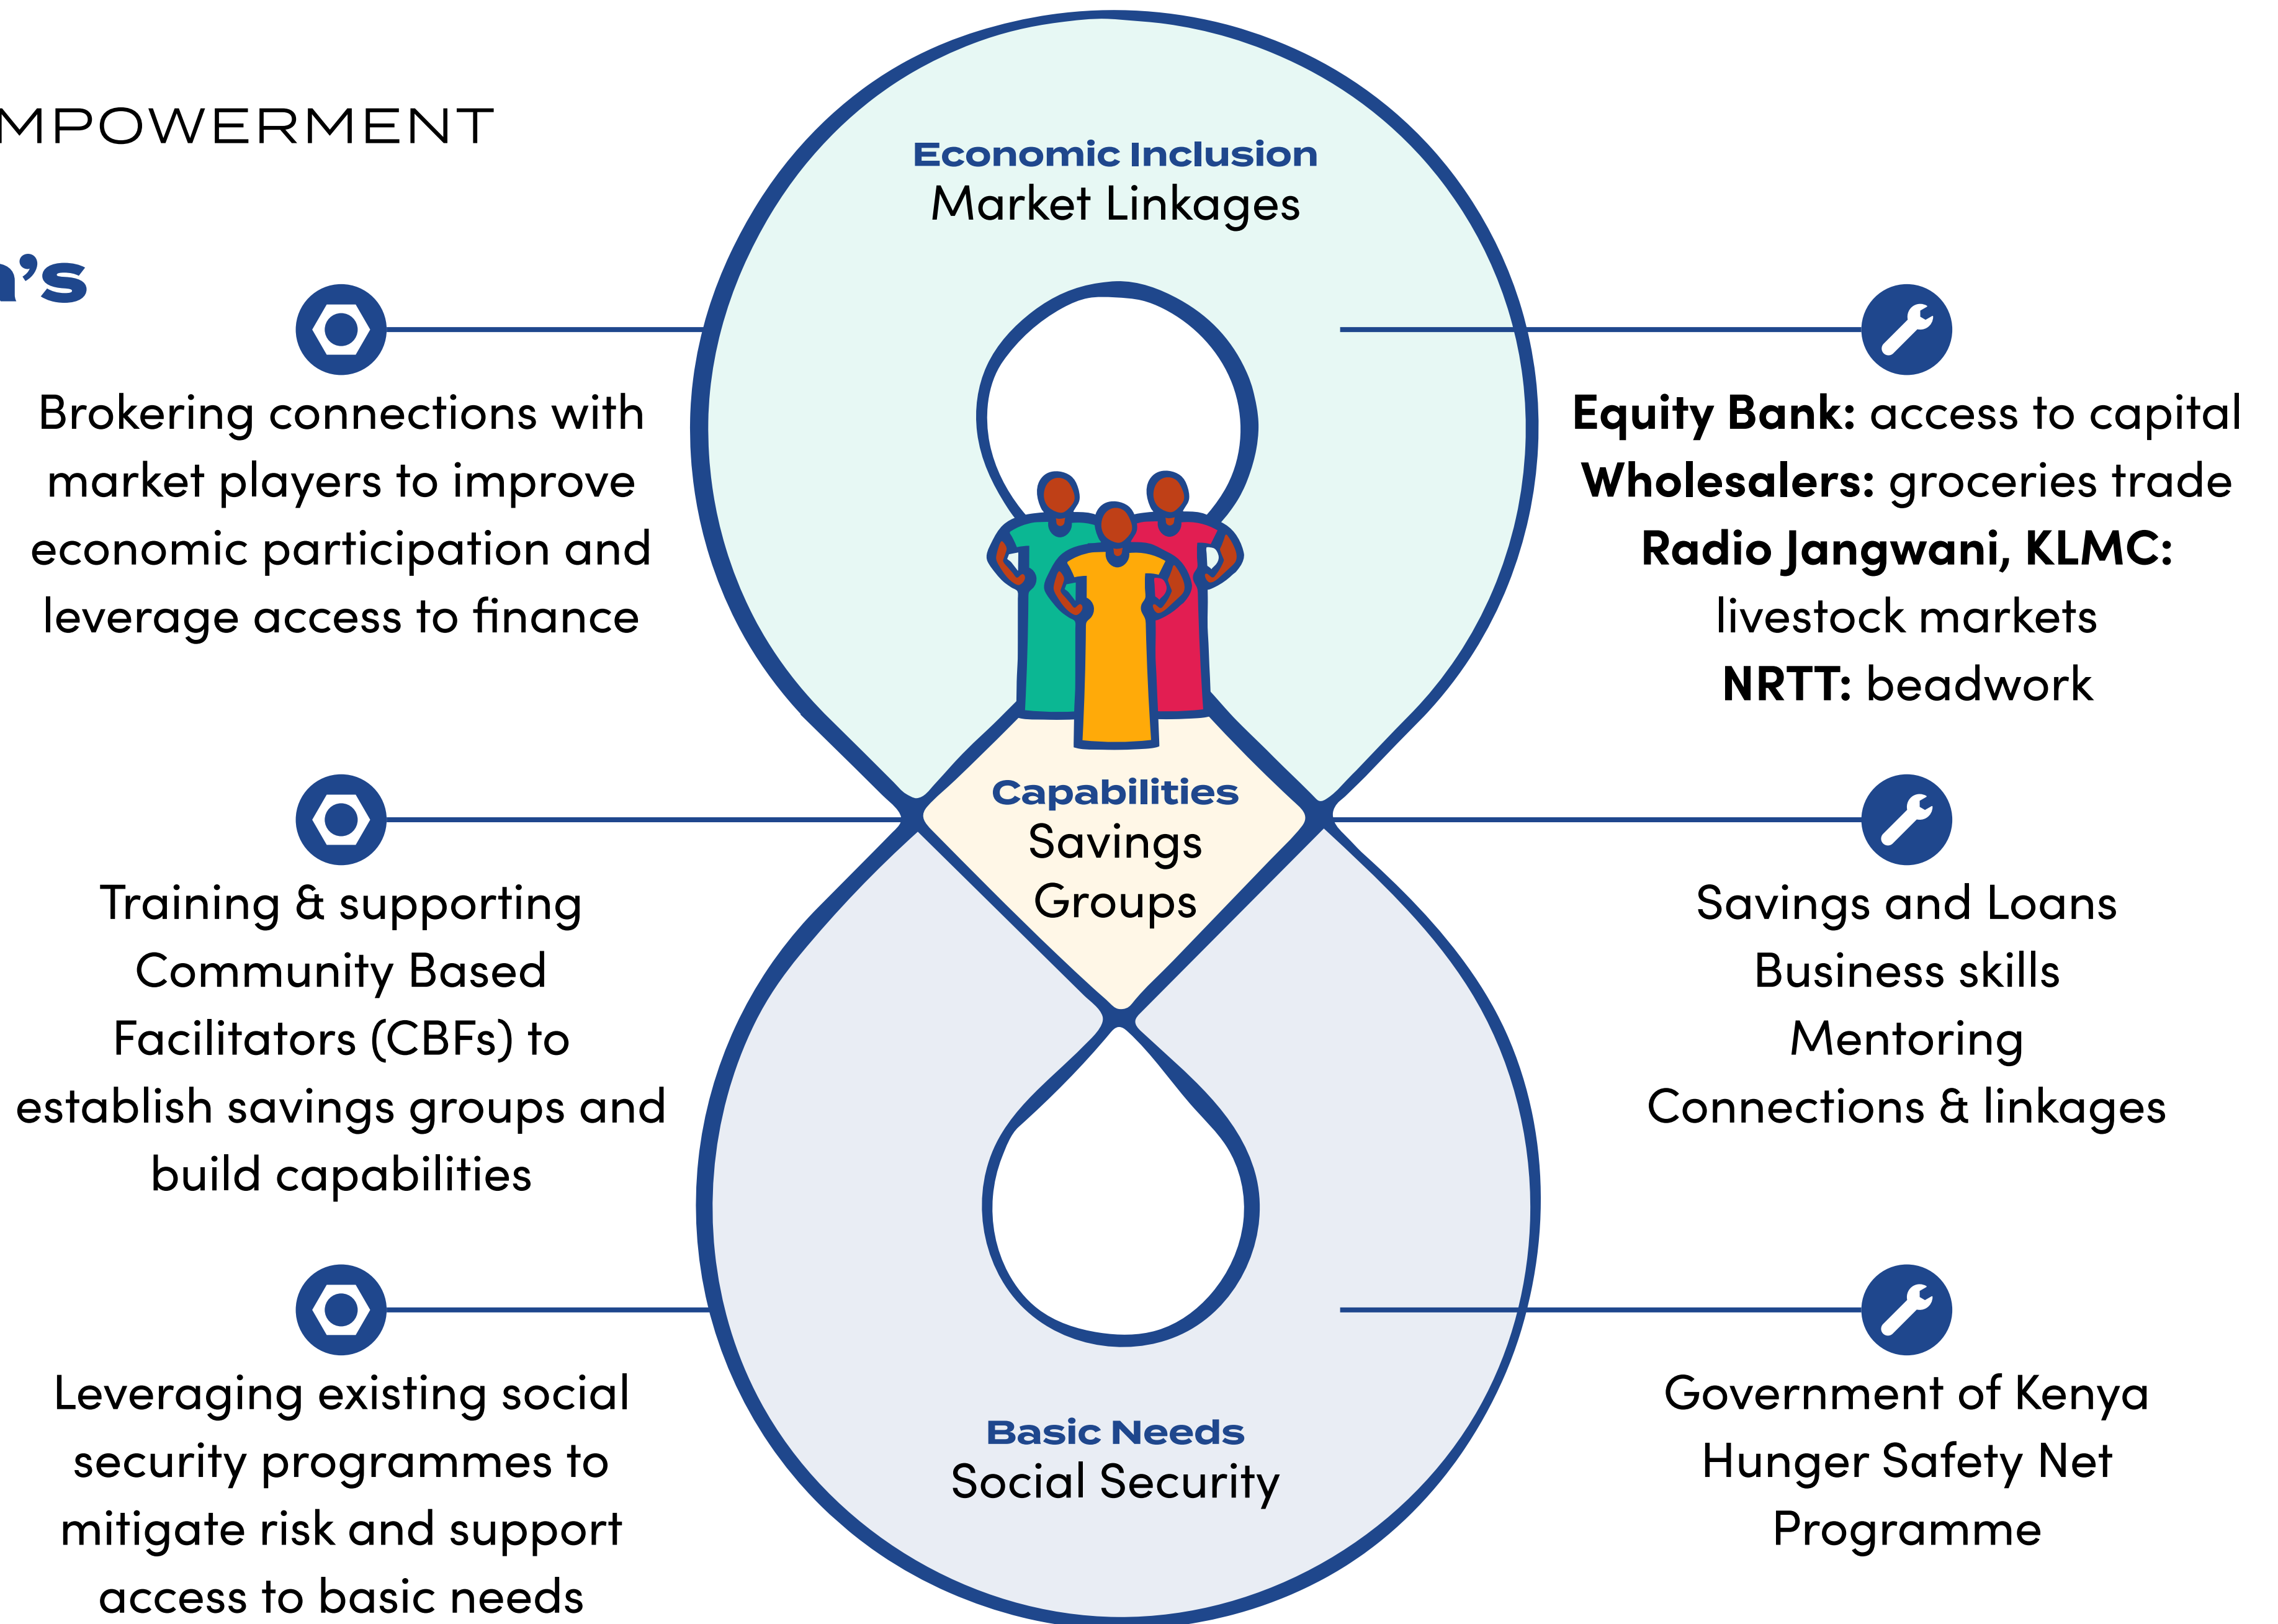 MPOWERMENT
's
Economic Inclusion
Market Linkages
Brokering connections with
market players to improve
economic participation and
leverage access to finance
Equity Bank: access to capital
Wholesalers: groceries trade
Radio Jangwani, KLMC:
livestock markets
NRTT: beadwork
Capabilities
Savings
Groups
Training & supporting
Community Based
Facilitators (CBFs) to
establish savings groups and
build capabilities
Savings and Loans
Business skills
Mentoring
Connections & linkages
Basic Needs
Social Security
Leveraging existing social
security programmes to
mitigate risk and support
access to basic needs
Government of Kenya
Hunger Safety Net
Programme